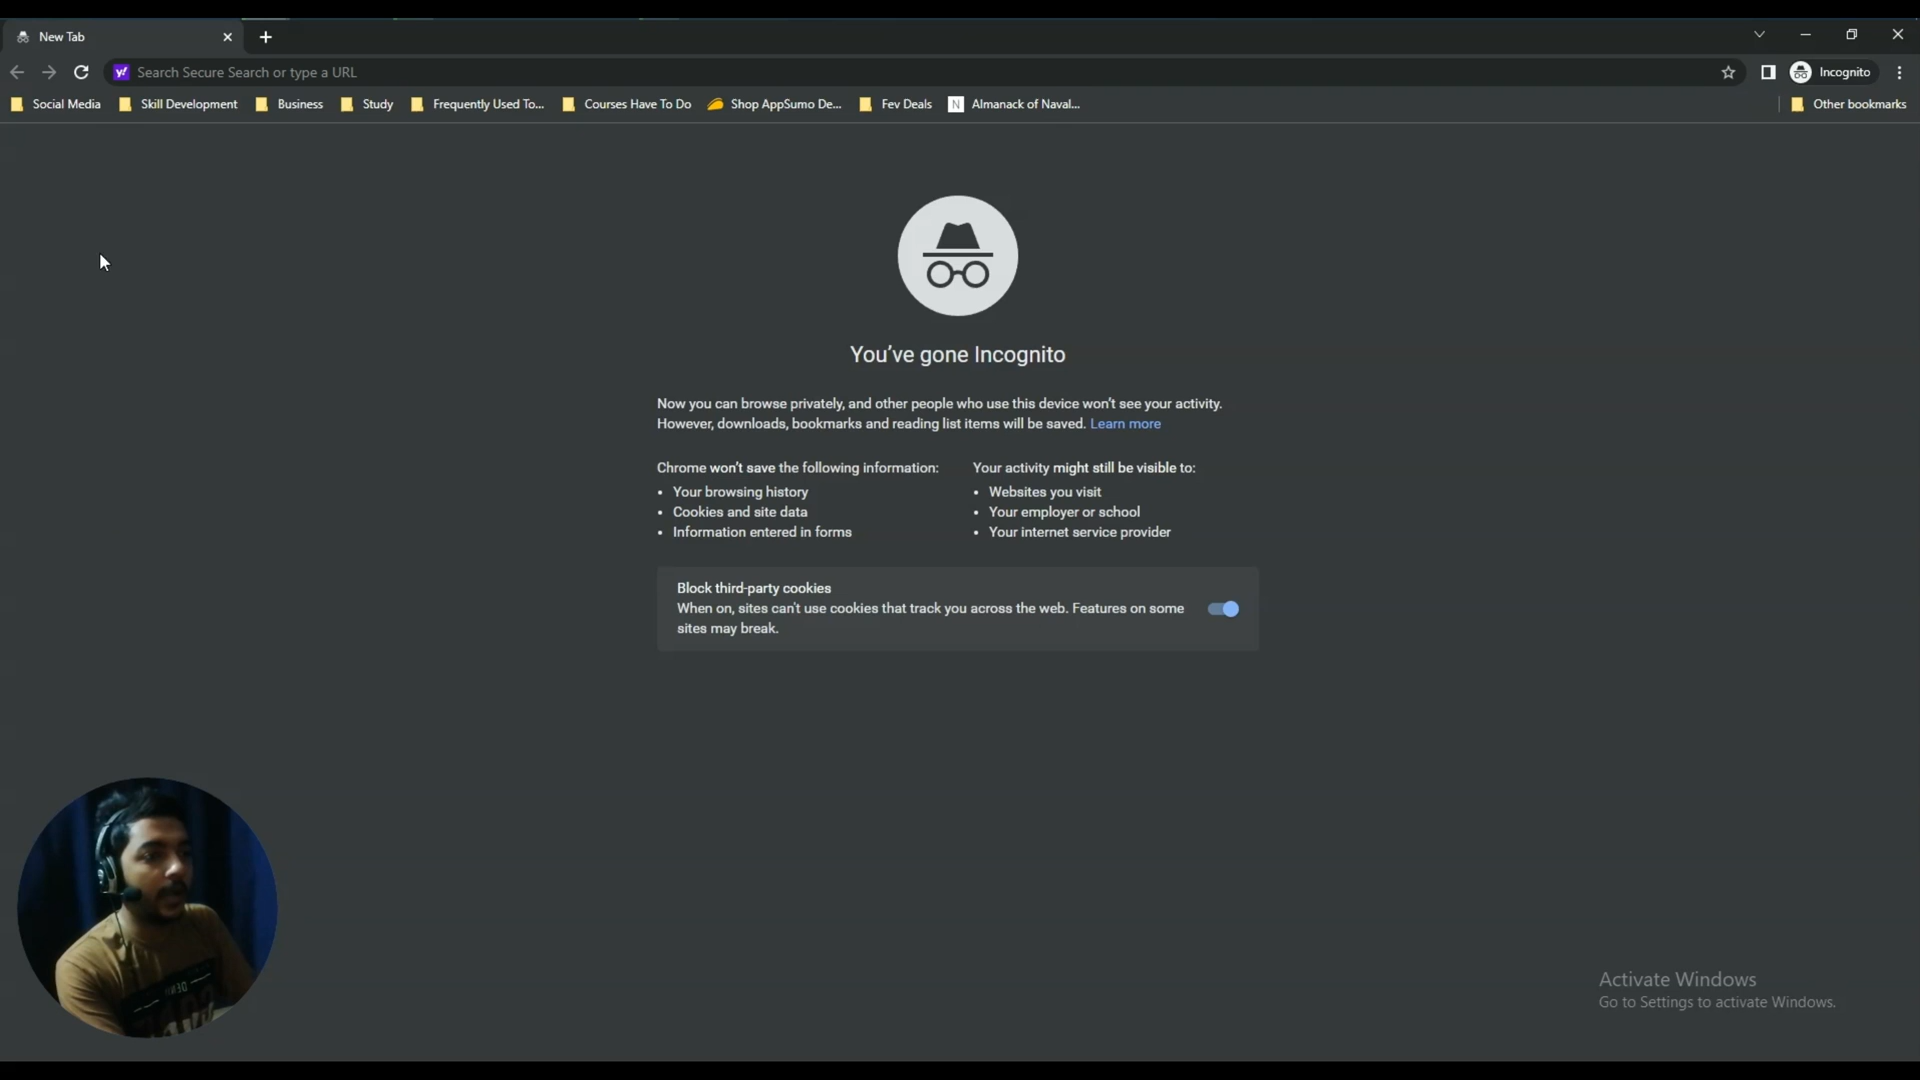 New Tab
y!
Search Secure Search or type a URL
Incognito
Social Media
Skill Development
Business
Study
Frequently Used To...
Courses Have To Do
Shop AppSumo De...
Fev Deals
N
Almanack of Naval...
Other bookmarks
You've gone Incognito
Now you can browse privately, and other people who use this device won't see your activity.
However, downloads, bookmarks and reading list items will be saved. Learn more
Chrome won't save the following information:
Your browsing history
Cookies and site data
Information entered in forms
Your activity might still be visible to:
Websites you visit
Your employer or school
Your internet service provider
Block third-party cookies
When on, sites can't use cookies that track you across the web. Features on some
sites may break.
Activate Windows
Go to Settings to activate Windows.